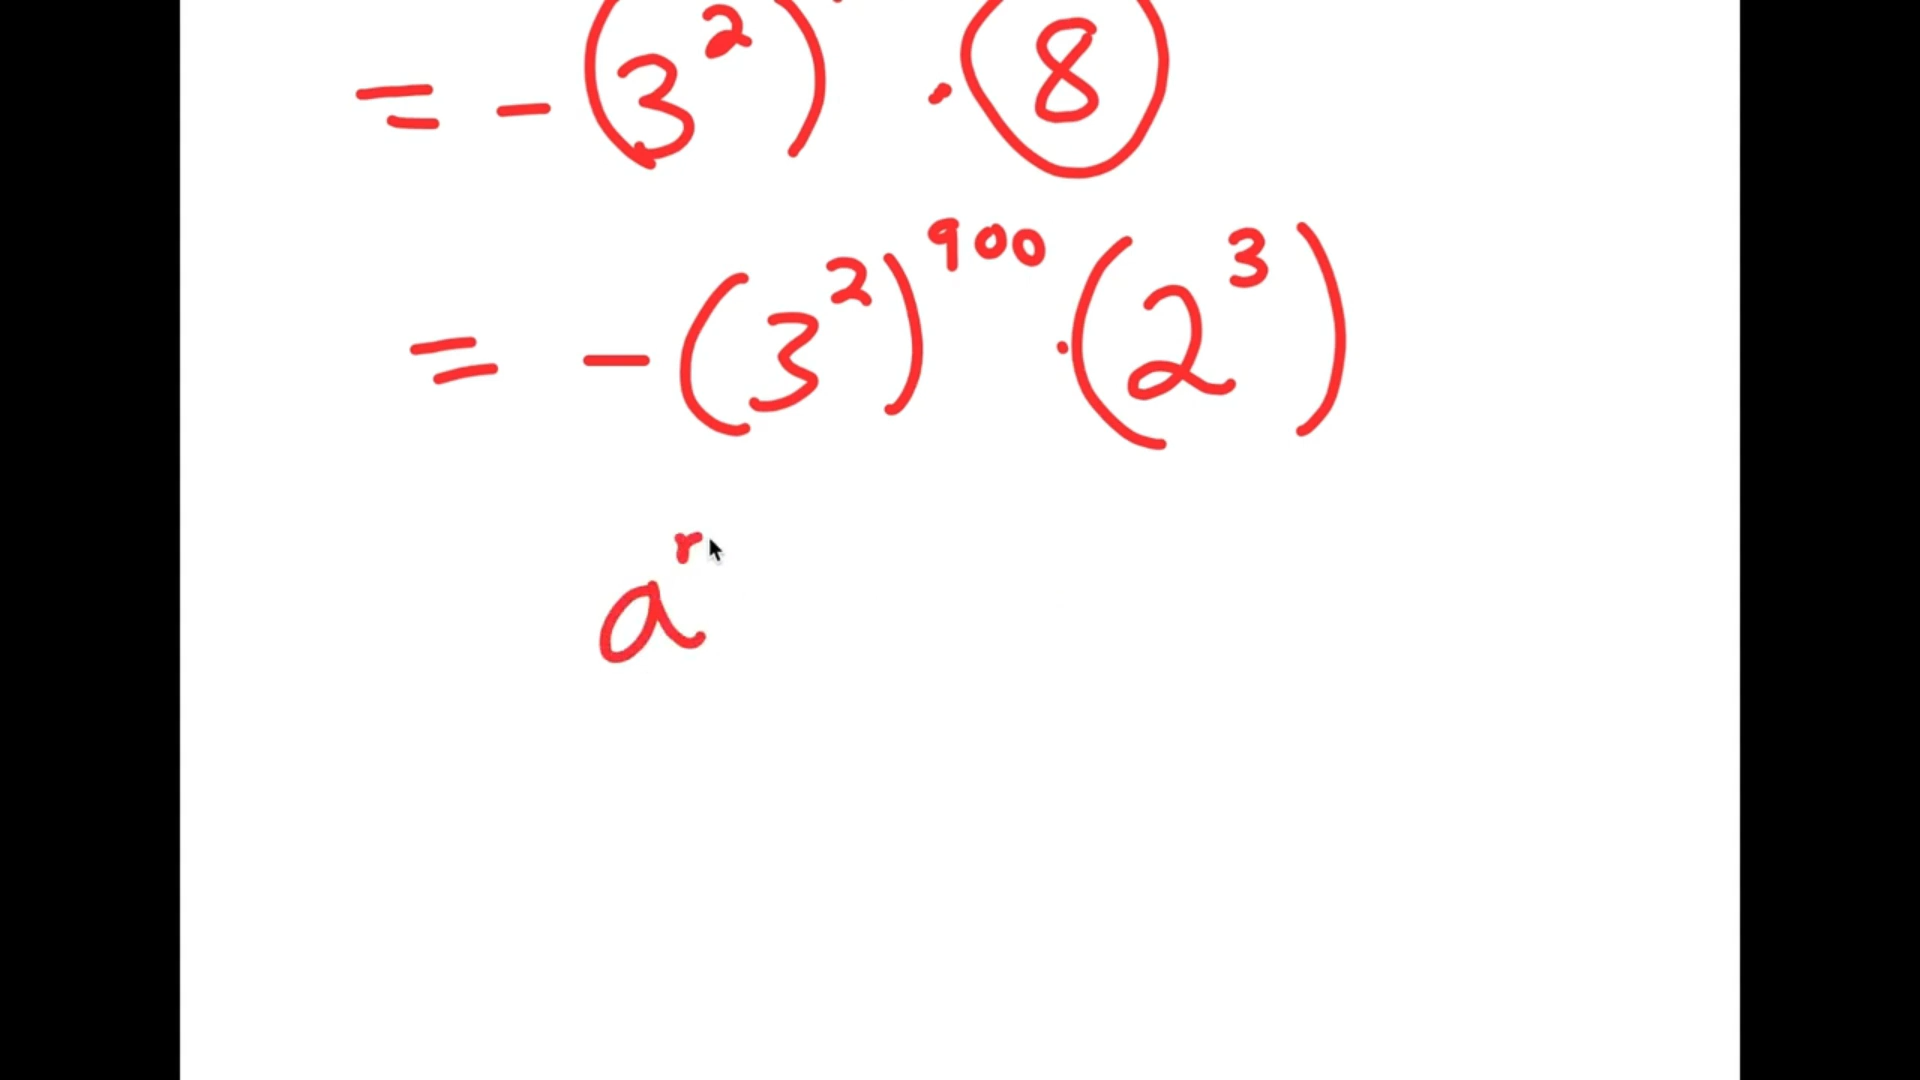 = - (3²) · 8
= - (3²)⁹⁰⁰ · (2³)
aʳ